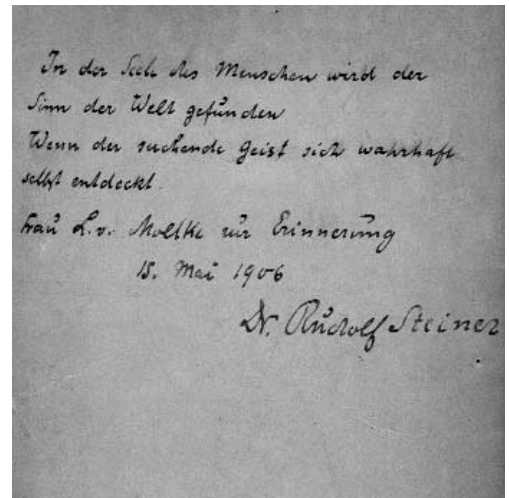 In der Seele des Menschen wird der
Sinn der Welt gefunden
Wenn der suchende Geist sich wahrhaft
selbst entdeckt.
Frau L. v. Moltke zur Erinnerung
15. Mai 1906
Dr. Rudolf Steiner